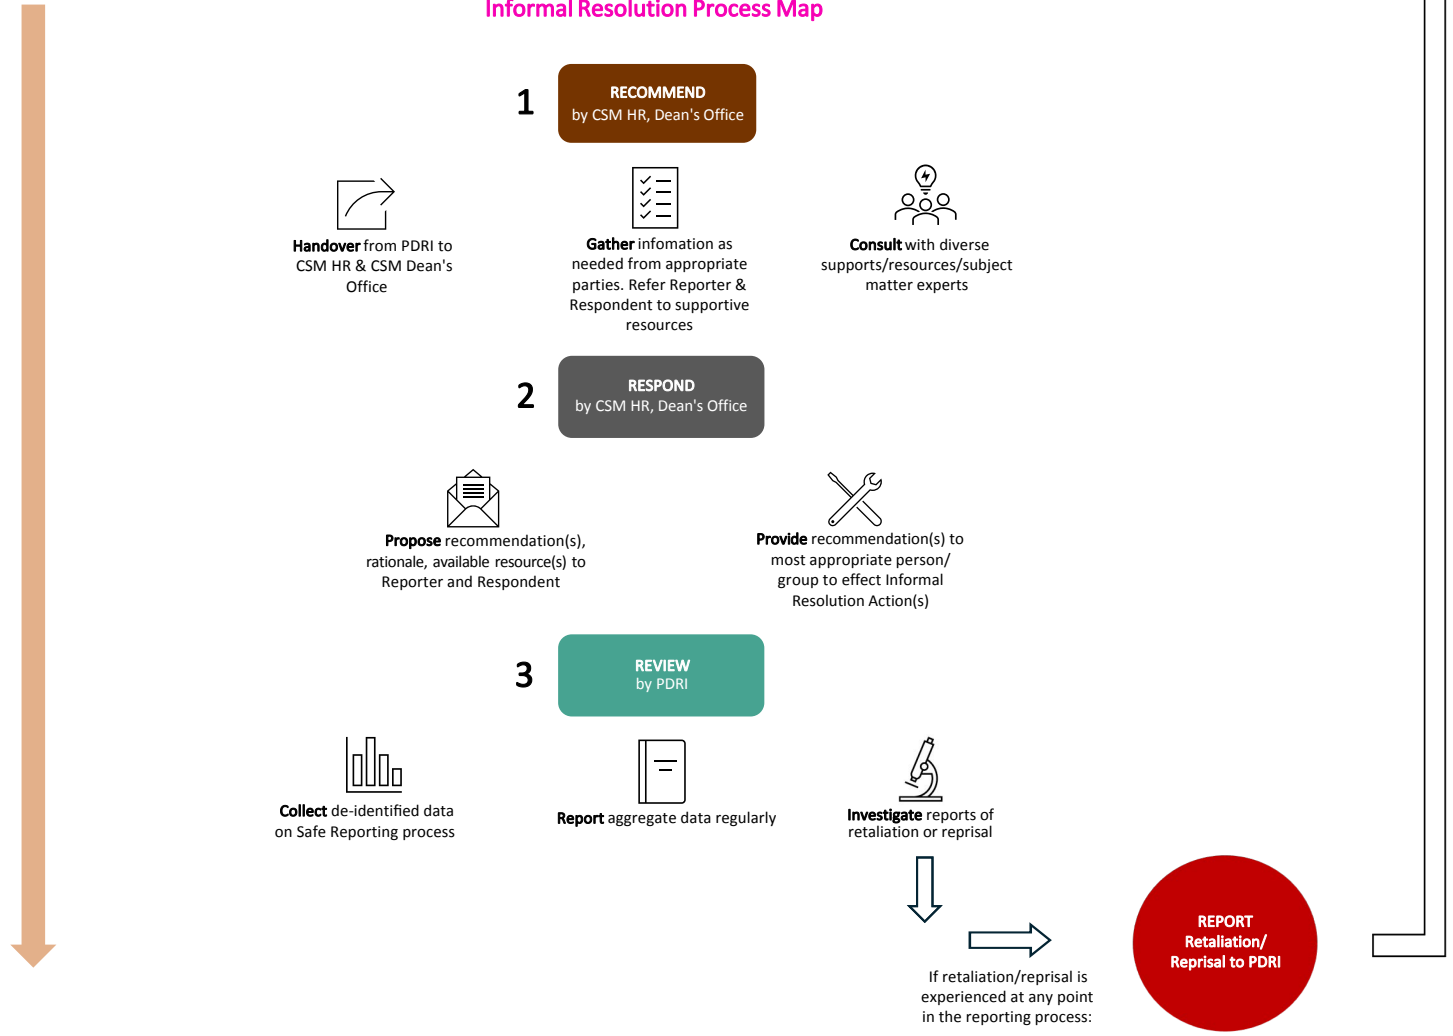 Informal Resolution Process Map
1
RECOMMEND
by CSM HR, Dean's Office
Handover from PDRI to
CSM HR & CSM Dean's
Office
Gather infomation as
needed from appropriate
parties. Refer Reporter &
Respondent to supportive
resources
Consult with diverse
supports/resources/subject
matter experts
2
RESPOND
by CSM HR, Dean's Office
Propose recommendation(s),
rationale, available resource(s) to
Reporter and Respondent
Provide recommendation(s) to
most appropriate person/
group to effect Informal
Resolution Action(s)
3
REVIEW
by PDRI
Collect de-identified data
on Safe Reporting process
Report aggregate data regularly
Investigate reports of
retaliation or reprisal
If retaliation/reprisal is
experienced at any point
in the reporting process:
REPORT
Retaliation/
Reprisal to PDRI